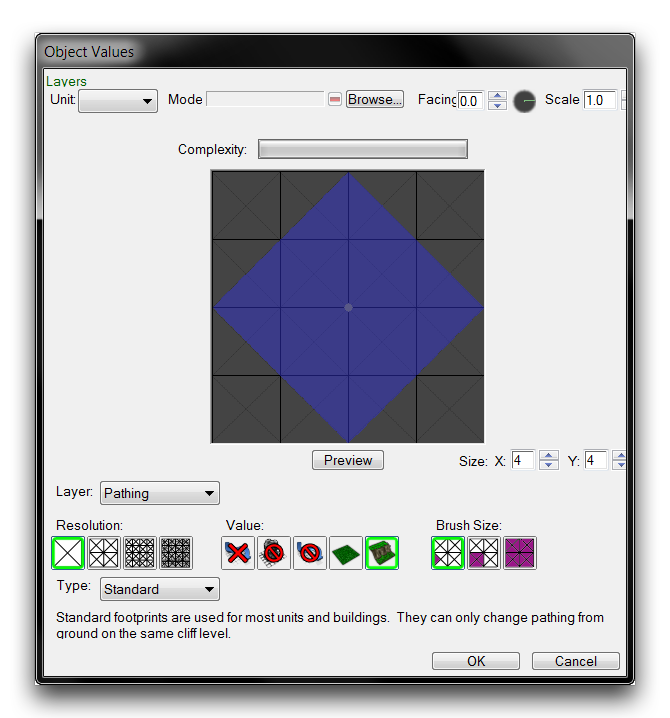 Object Values
Layers
Unit Mode Browse... Facing 0.0 Scale 1.0
Complexity:
Preview Size: X: 4 Y: 4
Layer: Pathing
Resolution: Value: Brush Size:
Type: Standard
Standard footprints are used for most units and buildings. They can only change pathing from
ground on the same cliff level.
OK Cancel